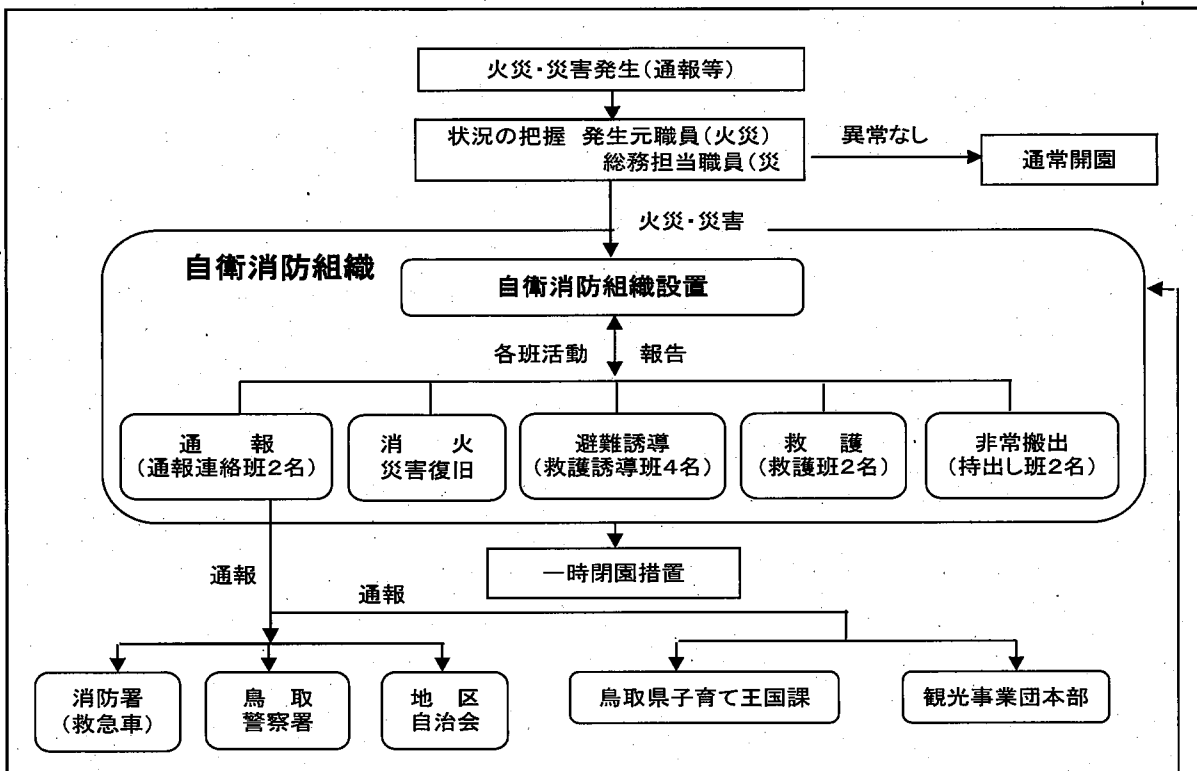 火災・災害発生(通報等)
状況の把握 発生元職員(火災)
総務担当職員(災
異常なし
通常開園
火災・災害
自衛消防組織
自衛消防組織設置
各班活動
報告
通 報
(通報連絡班2名)
消 火
災害復旧
避難誘導
(救護誘導班4名)
救 護
(救護班2名)
非常搬出
(持出し班2名)
一時閉園措置
通報
通報
消防署
(救急車)
鳥 取
警察署
地 区
自治会
鳥取県子育て王国課
観光事業団本部